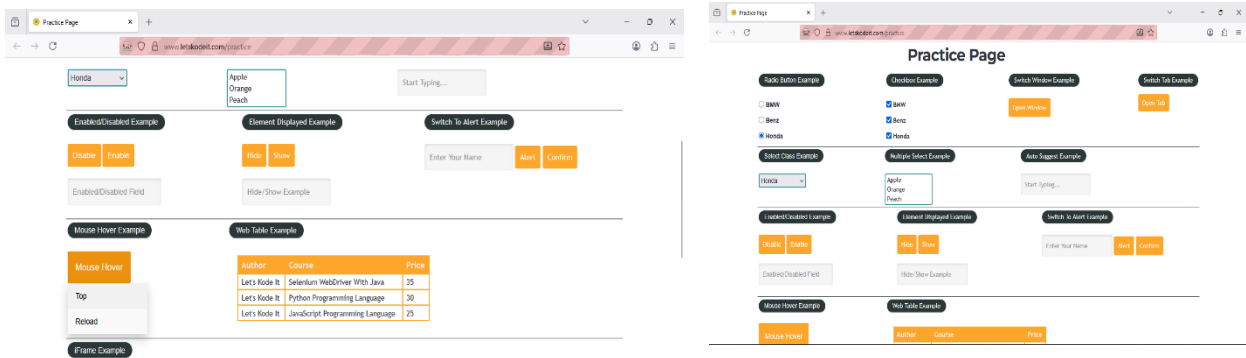 Practice Page
www.letskodeit.com/practice
Honda
Apple
Orange
Peach
Start Typing...
Enabled/Disabled Example
Element Displayed Example
Switch To Alert Example
Disable
Enable
Hide
Show
Enter Your Name
Alert
Confirm
Enabled/Disabled Field
Hide/Show Example
Mouse Hover Example
Web Table Example
Mouse Hover
Top
Reload
Author Course Price
Let's Kode It Selenium WebDriver With Java 35
Let's Kode It Python Programming Language 30
Let's Kode It JavaScript Programming Language 25
iFrame Example
Practice Page
www.letskodeit.com/practice
Practice Page
Radio Button Example
Checkbox Example
Switch Window Example
Switch Tab Example
BMW
Benz
Honda
BMW
Benz
Honda
Open Window
Open Tab
Select Class Example
Multiple Select Example
Auto Suggest Example
Honda
Apple
Orange
Peach
Start Typing...
Enabled/Disabled Example
Element Displayed Example
Switch To Alert Example
Disable
Enable
Hide
Show
Enter Your Name
Alert
Confirm
Enabled/Disabled Field
Hide/Show Example
Mouse Hover Example
Web Table Example
Mouse Hover
Author Course Price